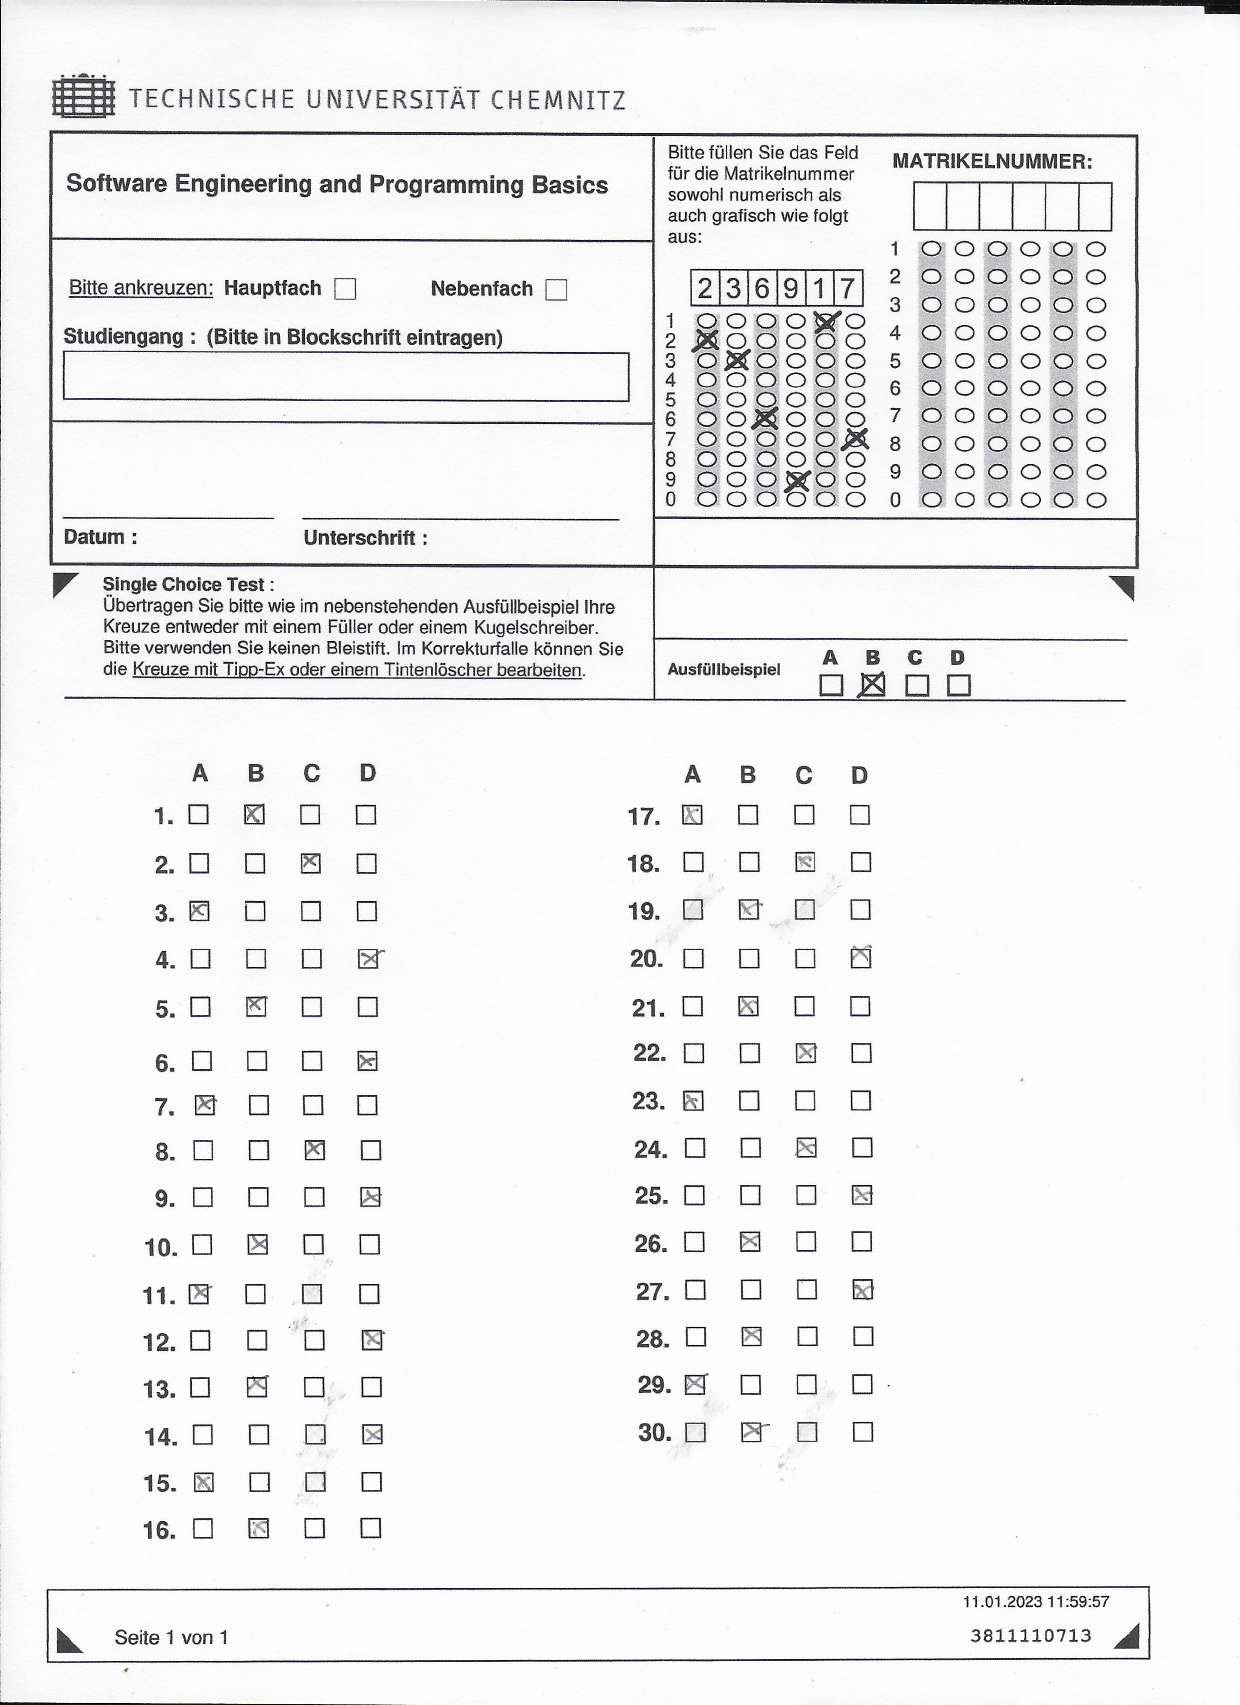 TECHNISCHE UNIVERSITÄT CHEMNITZ
Software Engineering and Programming Basics
Bitte ankreuzen: Hauptfach Nebenfach
Studiengang : (Bitte in Blockschrift eintragen)
Datum : Unterschrift :
Bitte füllen Sie das Feld
für die Matrikelnummer
sowohl numerisch als
auch grafisch wie folgt
aus:
2 3 6 9 1 7
1
2
3
4
5
6
7
8
9
0
MATRIKELNUMMER:
1
2
3
4
5
6
7
8
9
0
Single Choice Test :
Übertragen Sie bitte wie im nebenstehenden Ausfüllbeispiel Ihre
Kreuze entweder mit einem Füller oder einem Kugelschreiber.
Bitte verwenden Sie keinen Bleistift. Im Korrekturfalle können Sie
die Kreuze mit Tipp-Ex oder einem Tintenlöscher bearbeiten.
Ausfüllbeispiel A B C D
A B C D
1.
2.
3.
4.
5.
6.
7.
8.
9.
10.
11.
12.
13.
14.
15.
16.
A B C D
17.
18.
19.
20.
21.
22.
23.
24.
25.
26.
27.
28.
29.
30.
11.01.2023 11:59:57
Seite 1 von 1 3811110713